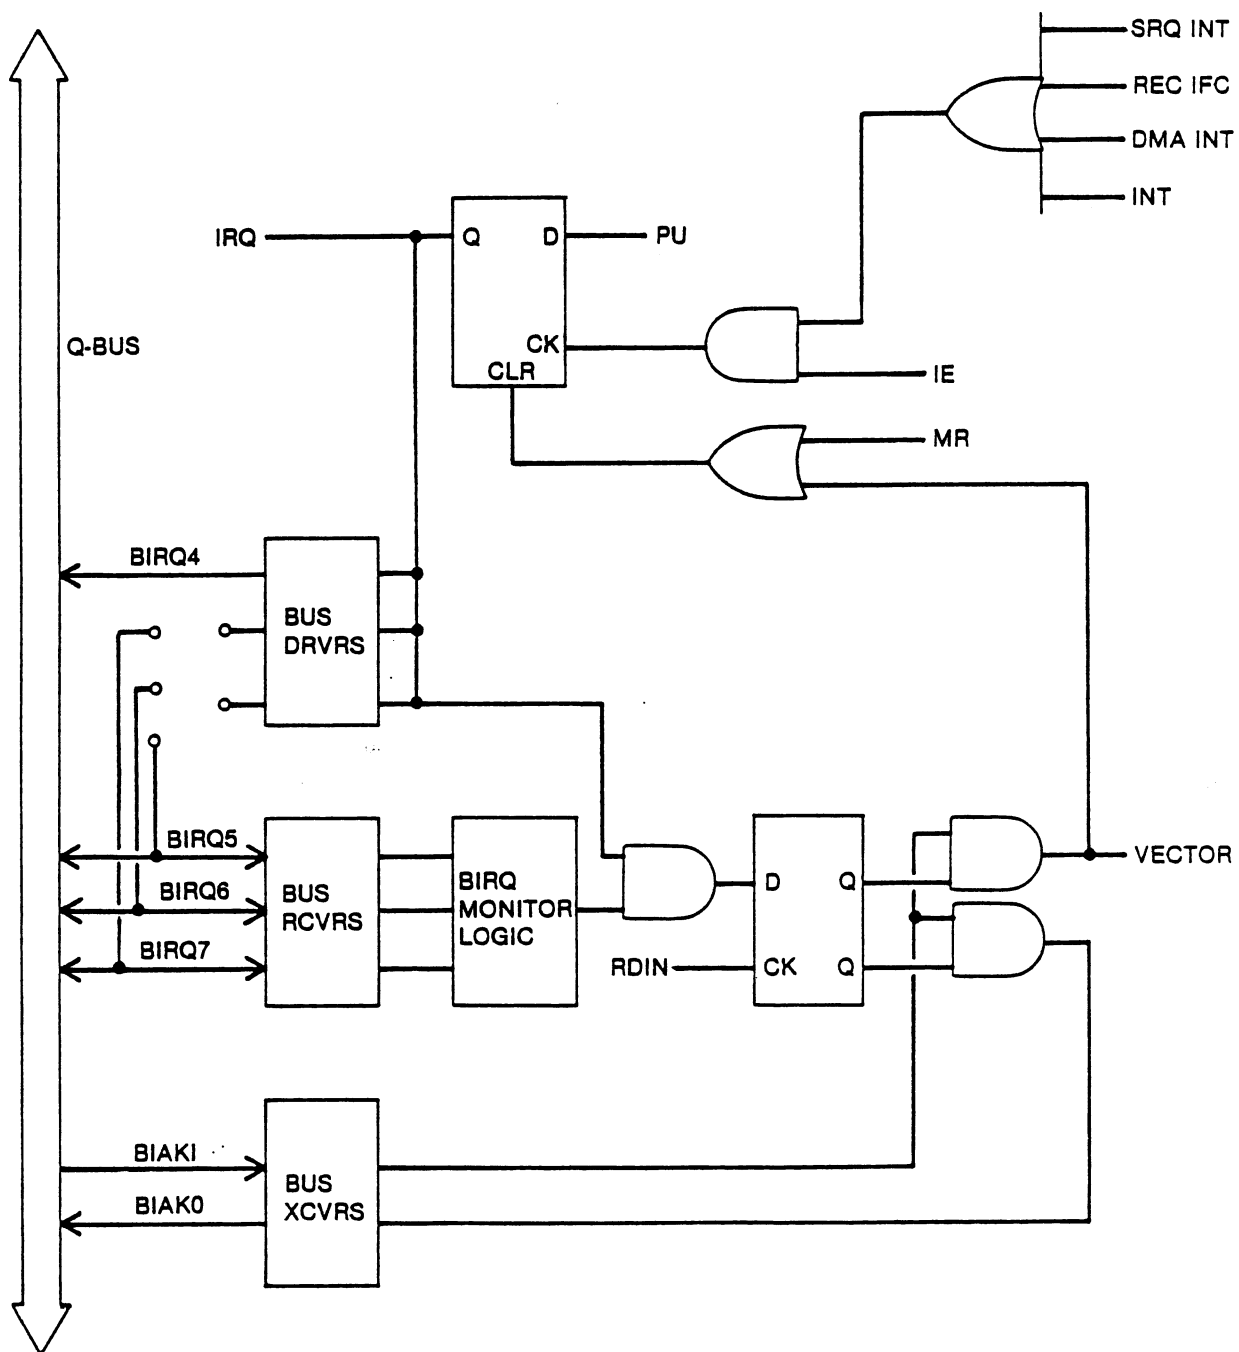 SRQ INT
REC IFC
DMA INT
INT
IRQ
Q
D
PU
Q-BUS
CK
CLR
IE
MR
BIRQ4
BUS
DRVRS
BIRQ5
BIRQ6
BIRQ7
BUS
RCVRS
BIRQ
MONITOR
LOGIC
RDIN
D
Q
CK
Q
VECTOR
BIAKI
BIAK0
BUS
XCVRS